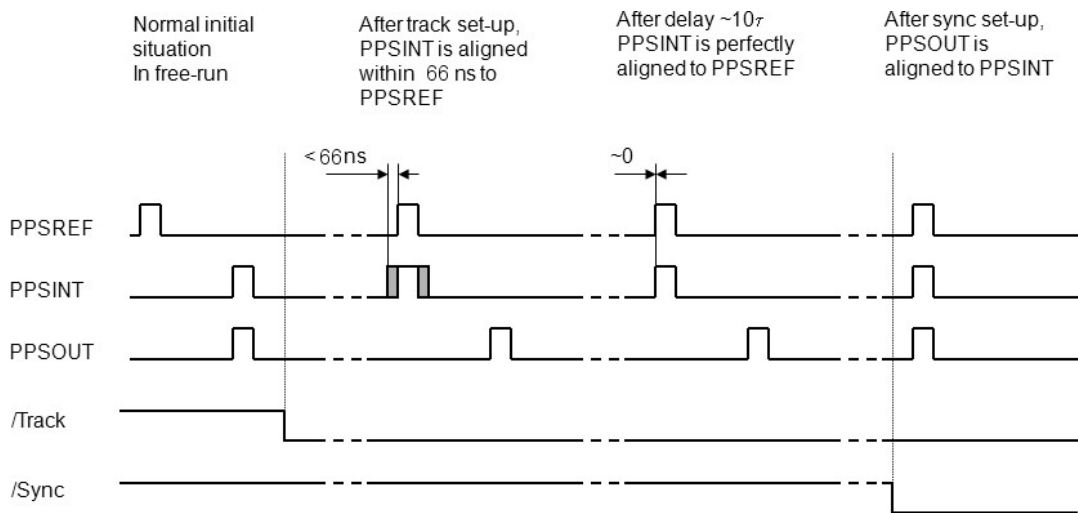 Normal initial
situation
In free-run
After track set-up,
PPSINT is aligned
within 66 ns to
PPSREF
After delay ~10τ
PPSINT is perfectly
aligned to PPSREF
After sync set-up,
PPSOUT is
aligned to PPSINT
< 66ns
~0
PPSREF
PPSINT
PPSOUT
/Track
/Sync